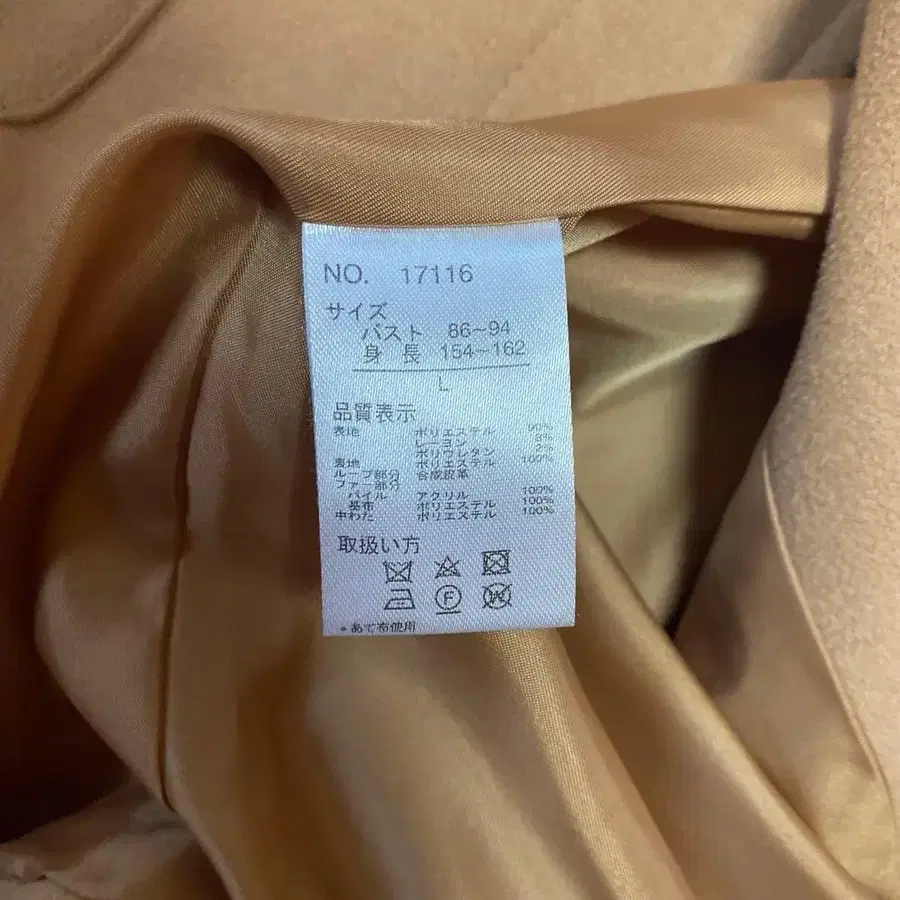 NO. 17116
サイズ
バスト 86~94
身 長 154~162
L
品質表示
表地 ポリエステル 90%
レーヨン 8%
ポリウレタン 2%
裏地 ポリエステル 100%
ループ部分 合成皮革
ファー部分
パイル アクリル 100%
基布 ポリエステル 100%
中わた ポリエステル 100%
取扱い方
F W
*あて布使用